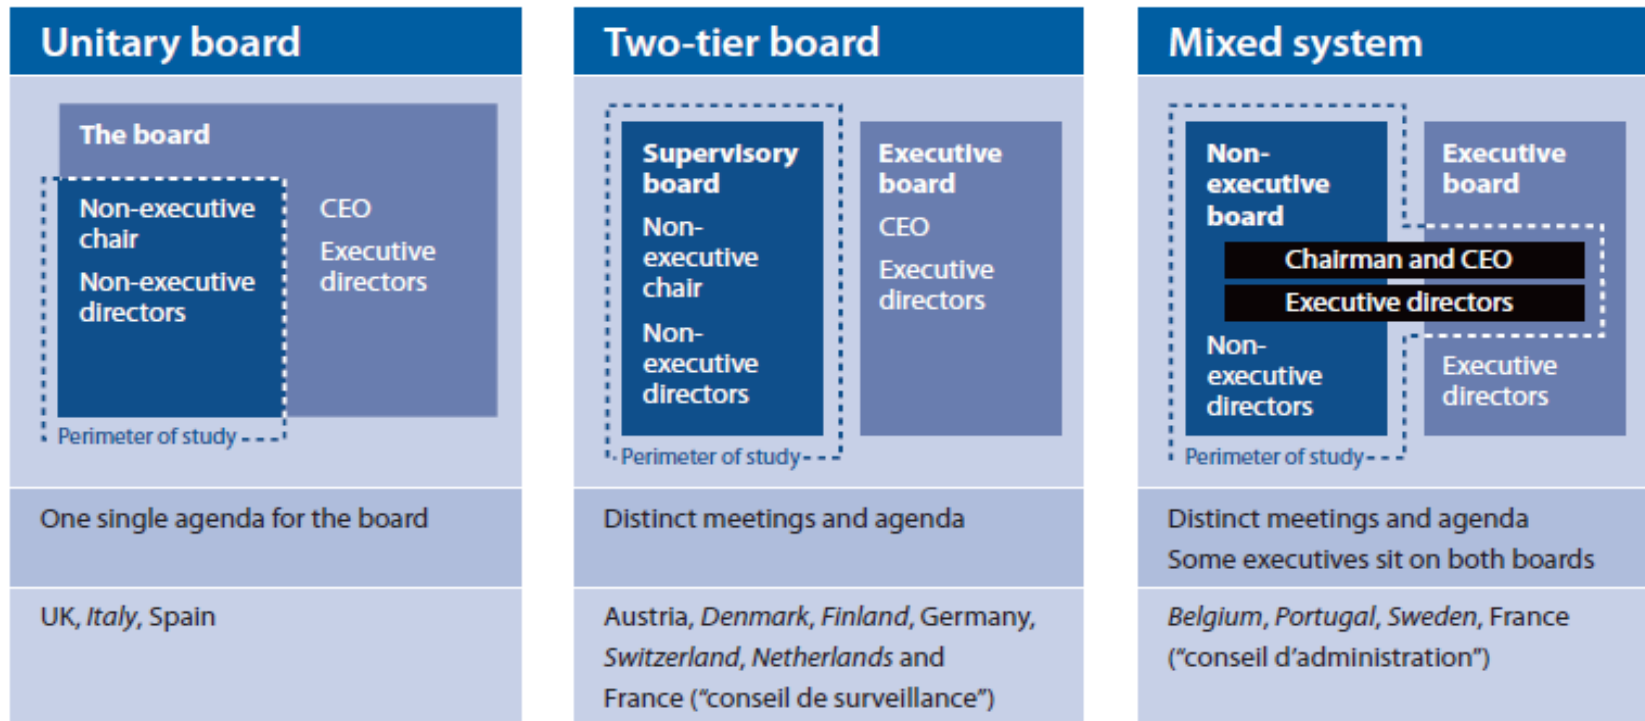 Unitary board
The board
Non-executive
chair
Non-executive
directors
CEO
Executive
directors
Perimeter of study
One single agenda for the board
UK, Italy, Spain
Two-tier board
Supervisory
board
Non-
executive
chair
Non-
executive
directors
Executive
board
CEO
Executive
directors
Perimeter of study
Distinct meetings and agenda
Austria, Denmark, Finland, Germany,
Switzerland, Netherlands and
France (“conseil de surveillance”)
Mixed system
Non-
executive
board
Executive
board
Chairman and CEO
Executive directors
Non-
executive
directors
Executive
directors
Perimeter of study
Distinct meetings and agenda
Some executives sit on both boards
Belgium, Portugal, Sweden, France
(“conseil d’administration”)